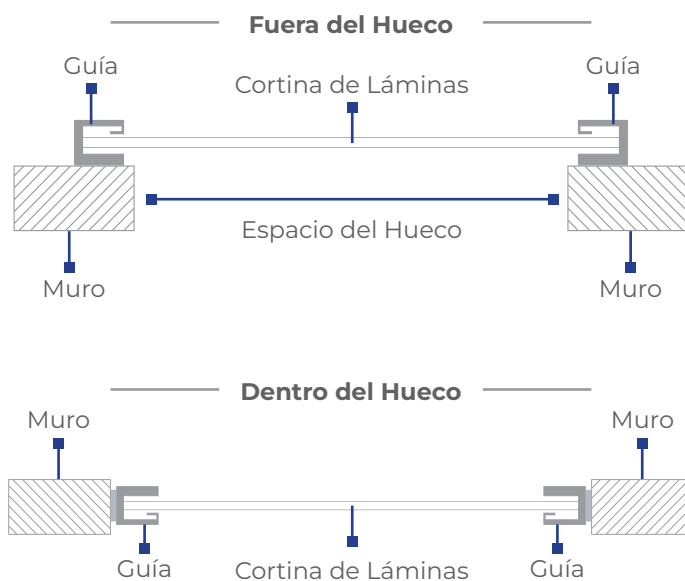 Fuera del Hueco
Guía
Cortina de Láminas
Guía
Espacio del Hueco
Muro
Muro
Dentro del Hueco
Muro
Muro
Guía
Cortina de Láminas
Guía